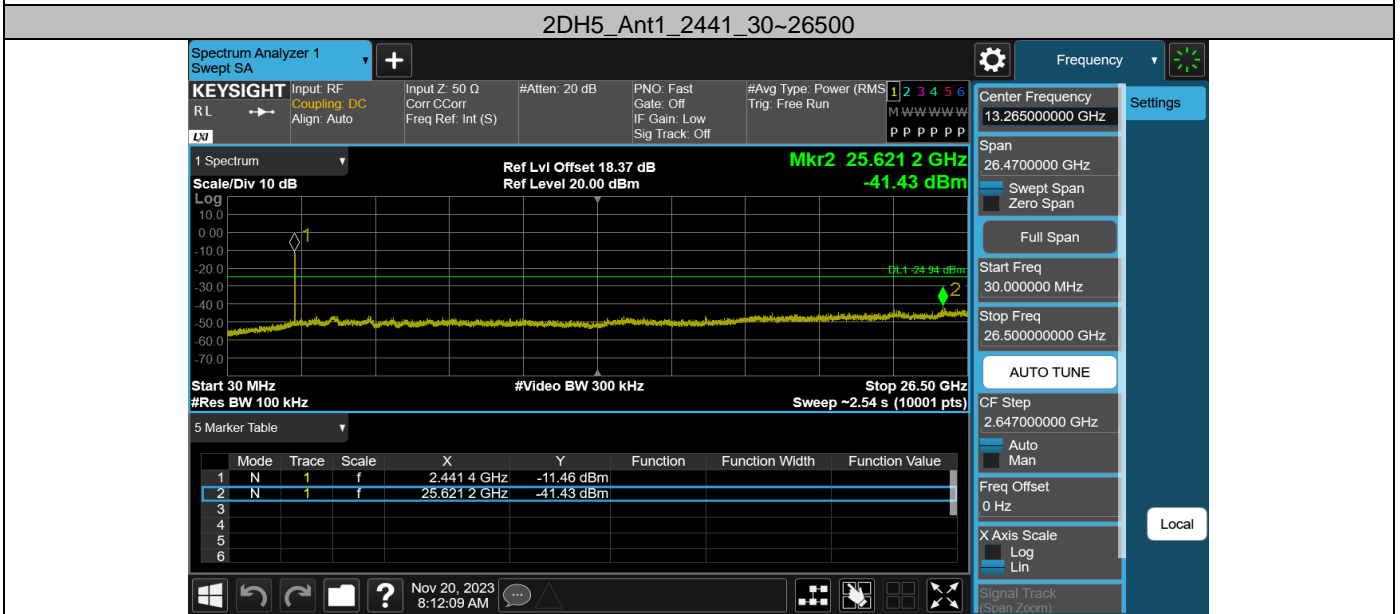 2DH5_Ant1_2441_30~26500
Spectrum Analyzer 1
Swept SA
Frequency
KEYSIGHT
RL
LXI
Input: RF
Coupling: DC
Align: Auto
Input Z: 50 Ω
Corr CCorr
Freq Ref: Int (S)
#Atten: 20 dB
PNO: Fast
Gate: Off
IF Gain: Low
Sig Track: Off
#Avg Type: Power (RMS
Trig: Free Run
1 2 3 4 5 6
M W W W W W
P P P P P P
1 Spectrum
Scale/Div 10 dB
Ref Lvl Offset 18.37 dB
Ref Level 20.00 dBm
Mkr2 25.621 2 GHz
-41.43 dBm
Log
10.0
0.00
-10.0
-20.0
-30.0
-40.0
-50.0
-60.0
-70.0
1
DL1 -24.94 dBm
2
Start 30 MHz
#Video BW 300 kHz
Stop 26.50 GHz
#Res BW 100 kHz
Sweep ~2.54 s (10001 pts)
5 Marker Table
Mode Trace Scale X Y Function Function Width Function Value
1 N 1 f 2.441 4 GHz -11.46 dBm
2 N 1 f 25.621 2 GHz -41.43 dBm
3
4
5
6
Center Frequency
13.265000000 GHz
Settings
Span
26.4700000 GHz
Swept Span
Zero Span
Full Span
Start Freq
30.000000 MHz
Stop Freq
26.500000000 GHz
AUTO TUNE
CF Step
2.647000000 GHz
Auto
Man
Freq Offset
0 Hz
X Axis Scale
Log
Lin
Local
Signal Track
(Span Zoom)
?
Nov 20, 2023
8:12:09 AM